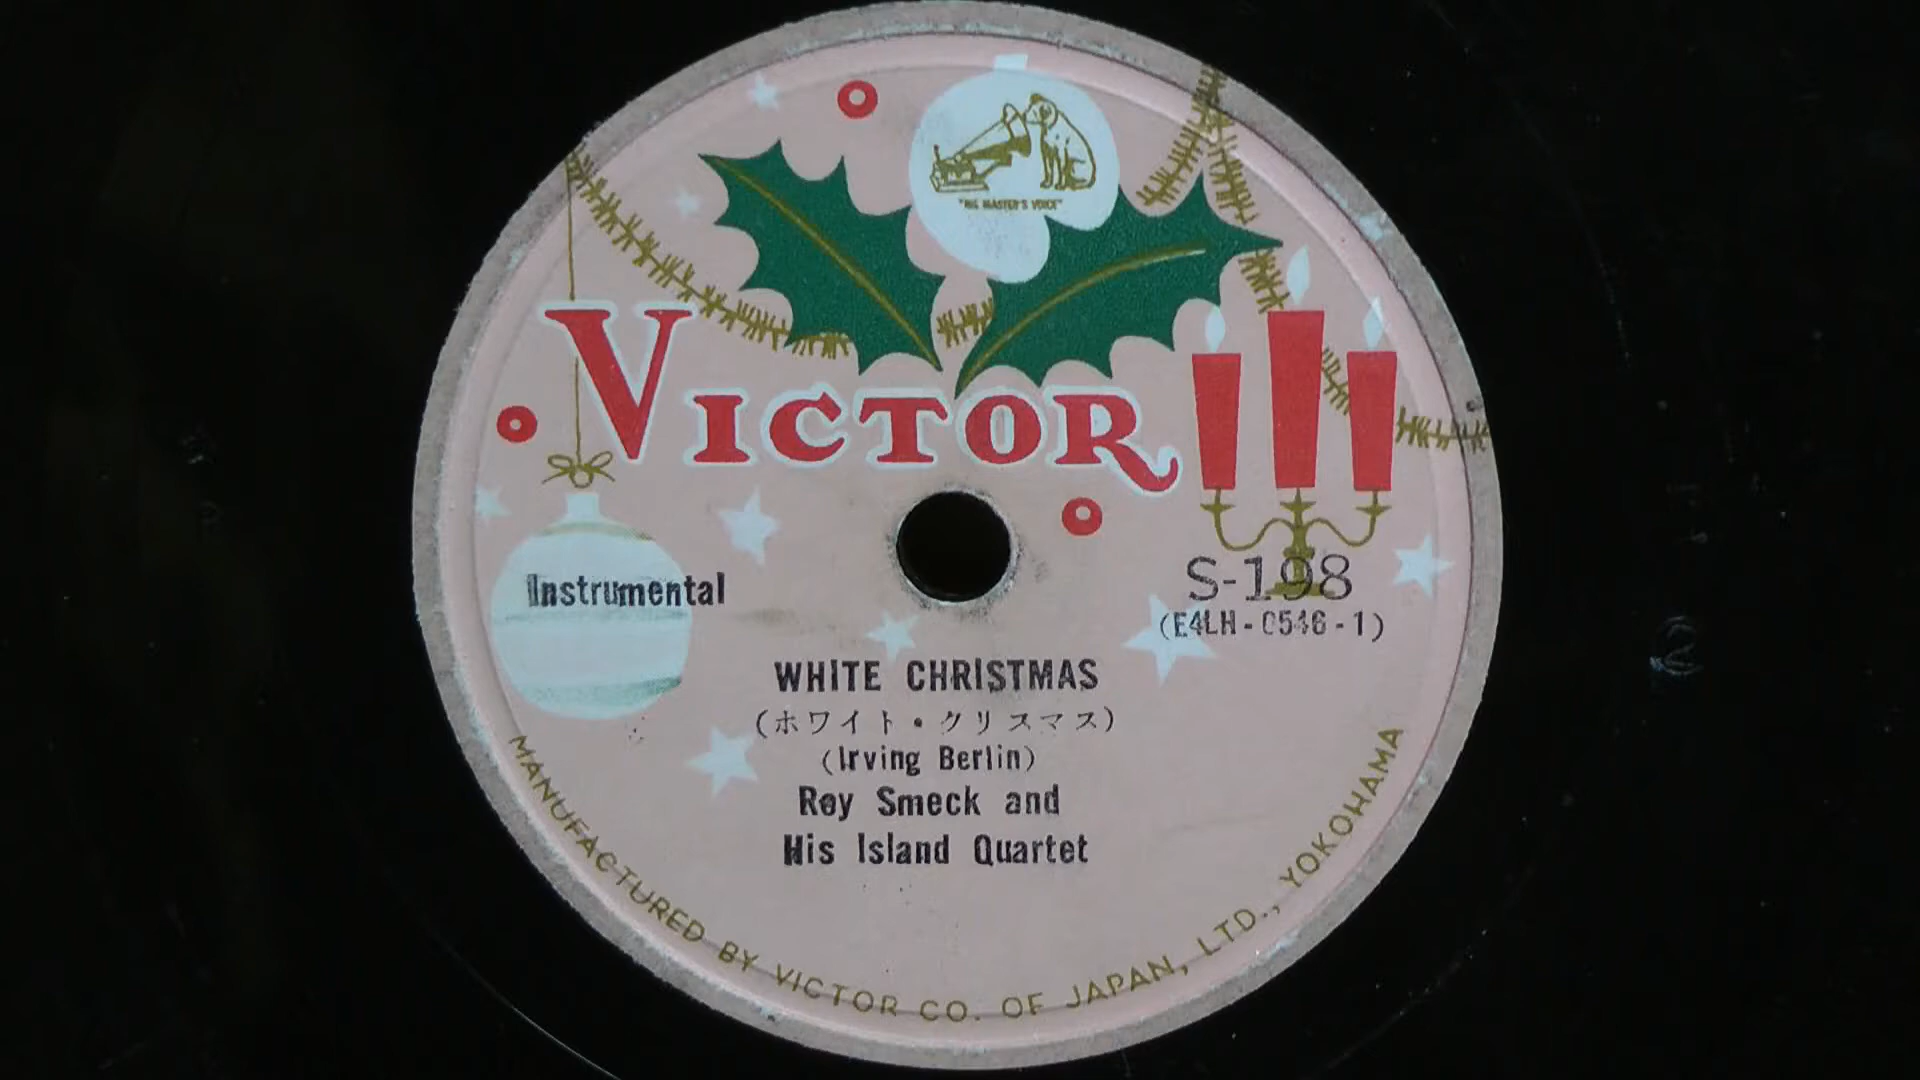 "HIS MASTER'S VOICE"
VICTOR
Instrumental
S-198
(E4LH-0546-1)
WHITE CHRISTMAS
(ホワイト・クリスマス)
(Irving Berlin)
Roy Smeck and
His Island Quartet
MANUFACTURED BY VICTOR CO. OF JAPAN, LTD., YOKOHAMA